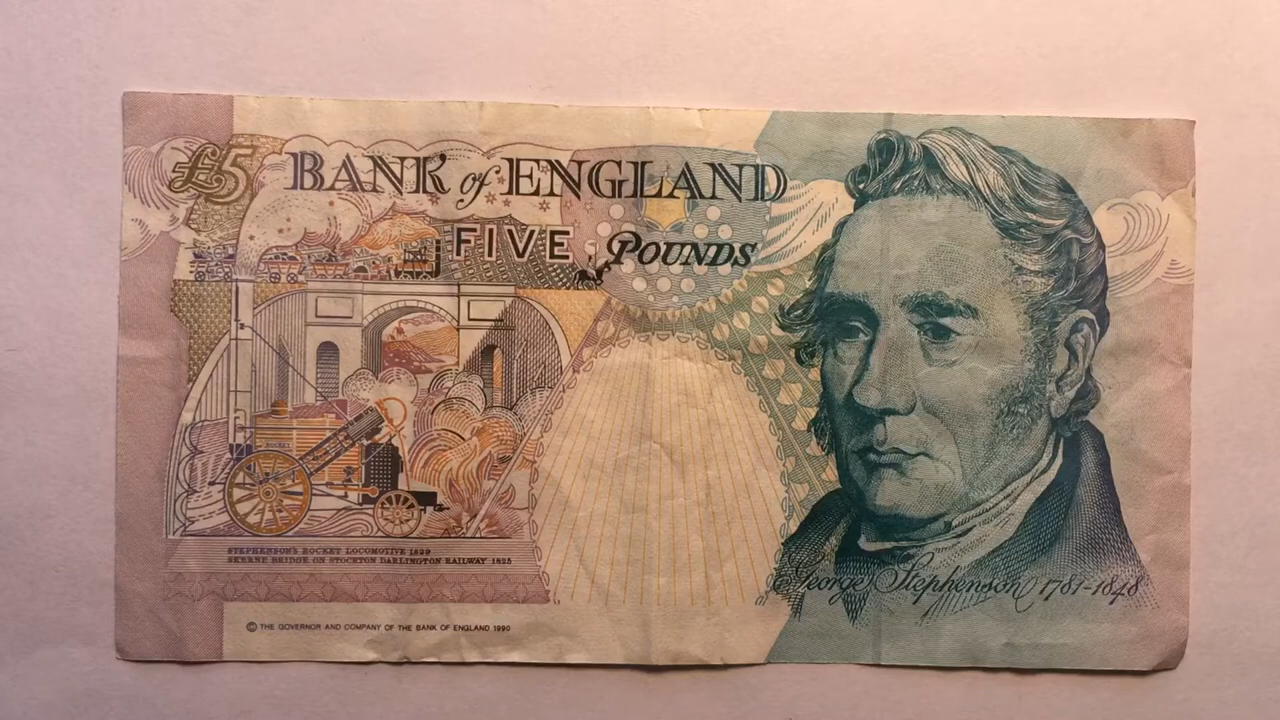 £5 BANK of ENGLAND
FIVE POUNDS
ROCKET
STEPHENSON'S ROCKET LOCOMOTIVE 1829
SKERNE BRIDGE ON STOCKTON DARLINGTON RAILWAY 1825
George Stephenson 1781-1848
© THE GOVERNOR AND COMPANY OF THE BANK OF ENGLAND 1990